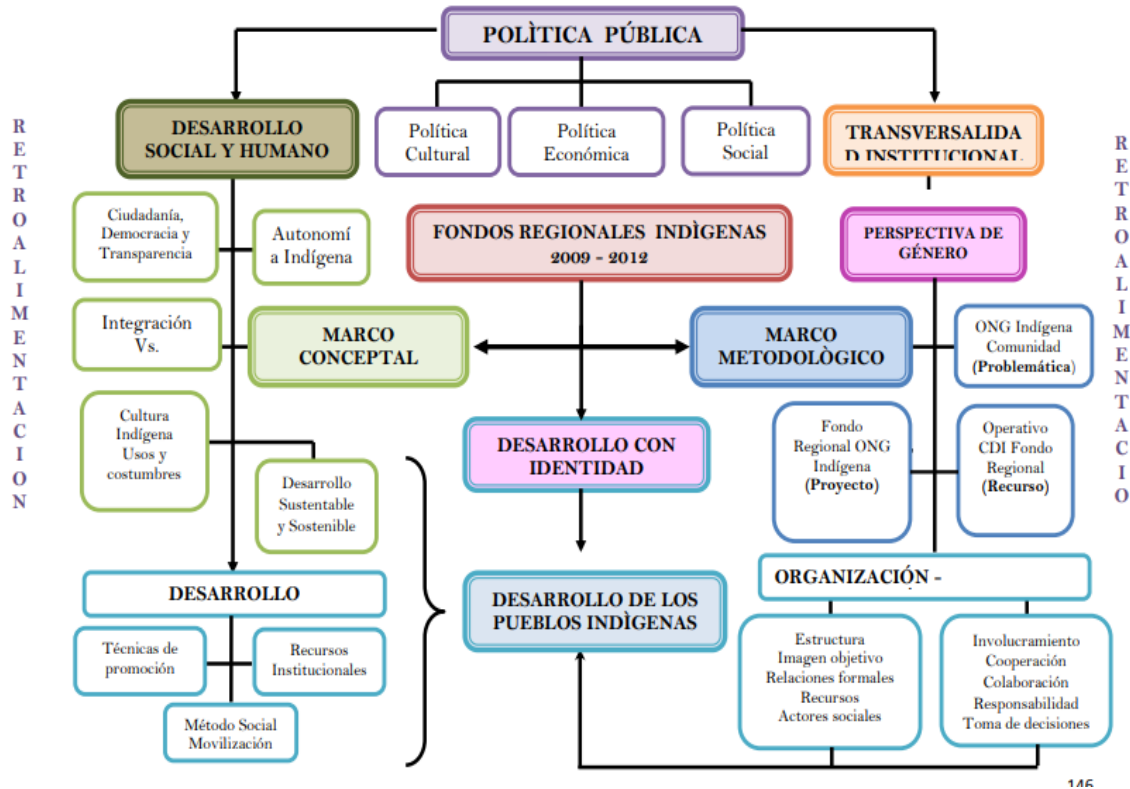 POLÌTICA PÚBLICA
DESARROLLO
SOCIAL Y HUMANO
Política
Cultural
Política
Económica
Política
Social
TRANSVERSALIDA
D INSTITUCIONAL
R
E
T
R
O
A
L
I
M
E
N
T
A
C
I
O
N
R
E
T
R
O
A
L
I
M
E
N
T
A
C
I
O
Ciudadanía,
Democracia y
Transparencia
Autonomí
a Indígena
FONDOS REGIONALES INDÌGENAS
2009 – 2012
PERSPECTIVA DE
GÉNERO
Integración
Vs.
MARCO
CONCEPTAL
MARCO
METODOLÒGICO
ONG Indígena
Comunidad
(Problemática)
Cultura
Indígena
Usos y
costumbres
Desarrollo
Sustentable
y Sostenible
DESARROLLO CON
IDENTIDAD
Fondo
Regional ONG
Indígena
(Proyecto)
Operativo
CDI Fondo
Regional
(Recurso)
DESARROLLO
DESARROLLO DE LOS
PUEBLOS INDÌGENAS
ORGANIZACIÓN -
Técnicas de
promoción
Recursos
Institucionales
Método Social
Movilización
Estructura
Imagen objetivo
Relaciones formales
Recursos
Actores sociales
Involucramiento
Cooperación
Colaboración
Responsabilidad
Toma de decisiones
146